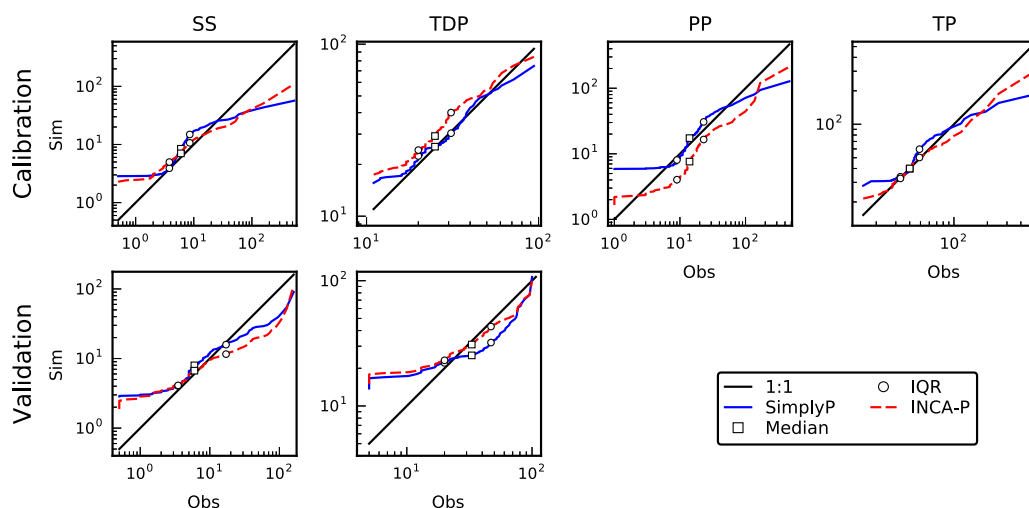 SS TDP PP TP
Calibration
Sim
10² 10¹ 10⁰
10⁰ 10¹ 10² 
10² 10¹
10¹ 10²
10² 10¹ 10⁰
10⁰ 10¹ 10²
Obs
10²
10²
Obs
Validation
Sim
10² 10¹ 10⁰
10⁰ 10¹ 10²
Obs
10² 10¹
10¹ 10²
Obs
1:1
SimplyP
Median
IQR
INCA-P